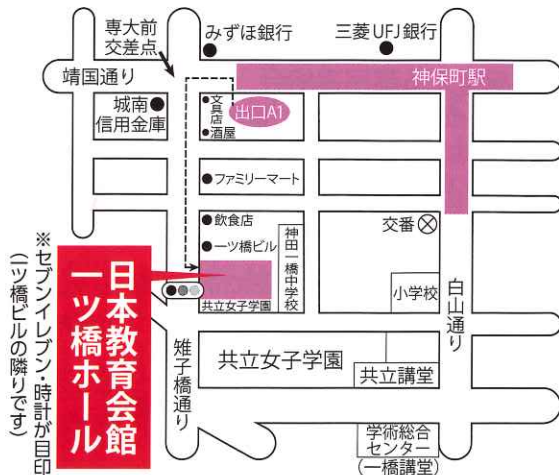 専大前
交差点
みずほ銀行
三菱UFJ銀行
靖国通り
神保町駅
城南
信用金庫
文具店
酒屋
出口A1
ファミリーマート
飲食店
一ツ橋ビル
神田一橋中学校
交番
小学校
白山通り
共立女子学園
日本教育会館
一ツ橋ホール
※セブンイレブン・時計が目印
(一ツ橋ビルの隣りです)
雉子橋通り
共立女子学園
共立講堂
学術総合
センター
(一橋講堂)